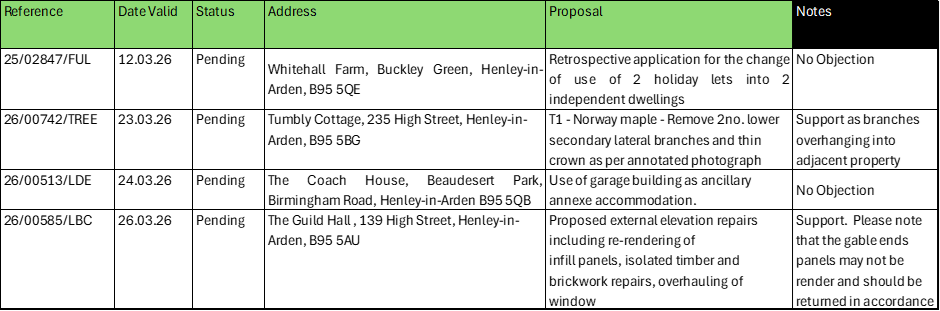 Reference Date Valid Status Address Proposal Notes
25/02847/FUL 12.03.26 Pending Whitehall Farm, Buckley Green, Henley-in-
Arden, B95 5QE
Retrospective application for the change
of use of 2 holiday lets into 2
independent dwellings
No Objection
26/00742/TREE 23.03.26 Pending Tumbly Cottage, 235 High Street, Henley-in-
Arden, B95 5BG
T1 - Norway maple - Remove 2no. lower
secondary lateral branches and thin
crown as per annotated photograph
Support as branches
overhanging into
adjacent property
26/00513/LDE 24.03.26 Pending The Coach House, Beaudesert Park,
Birmingham Road, Henley-in-Arden B95 5QB
Use of garage building as ancillary
annexe accommodation.
No Objection
26/00585/LBC 26.03.26 Pending The Guild Hall , 139 High Street, Henley-in-
Arden, B95 5AU
Proposed external elevation repairs
including re-rendering of
infill panels, isolated timber and
brickwork repairs, overhauling of
window
Support. Please note
that the gable ends
panels may not be
render and should be
returned in accordance